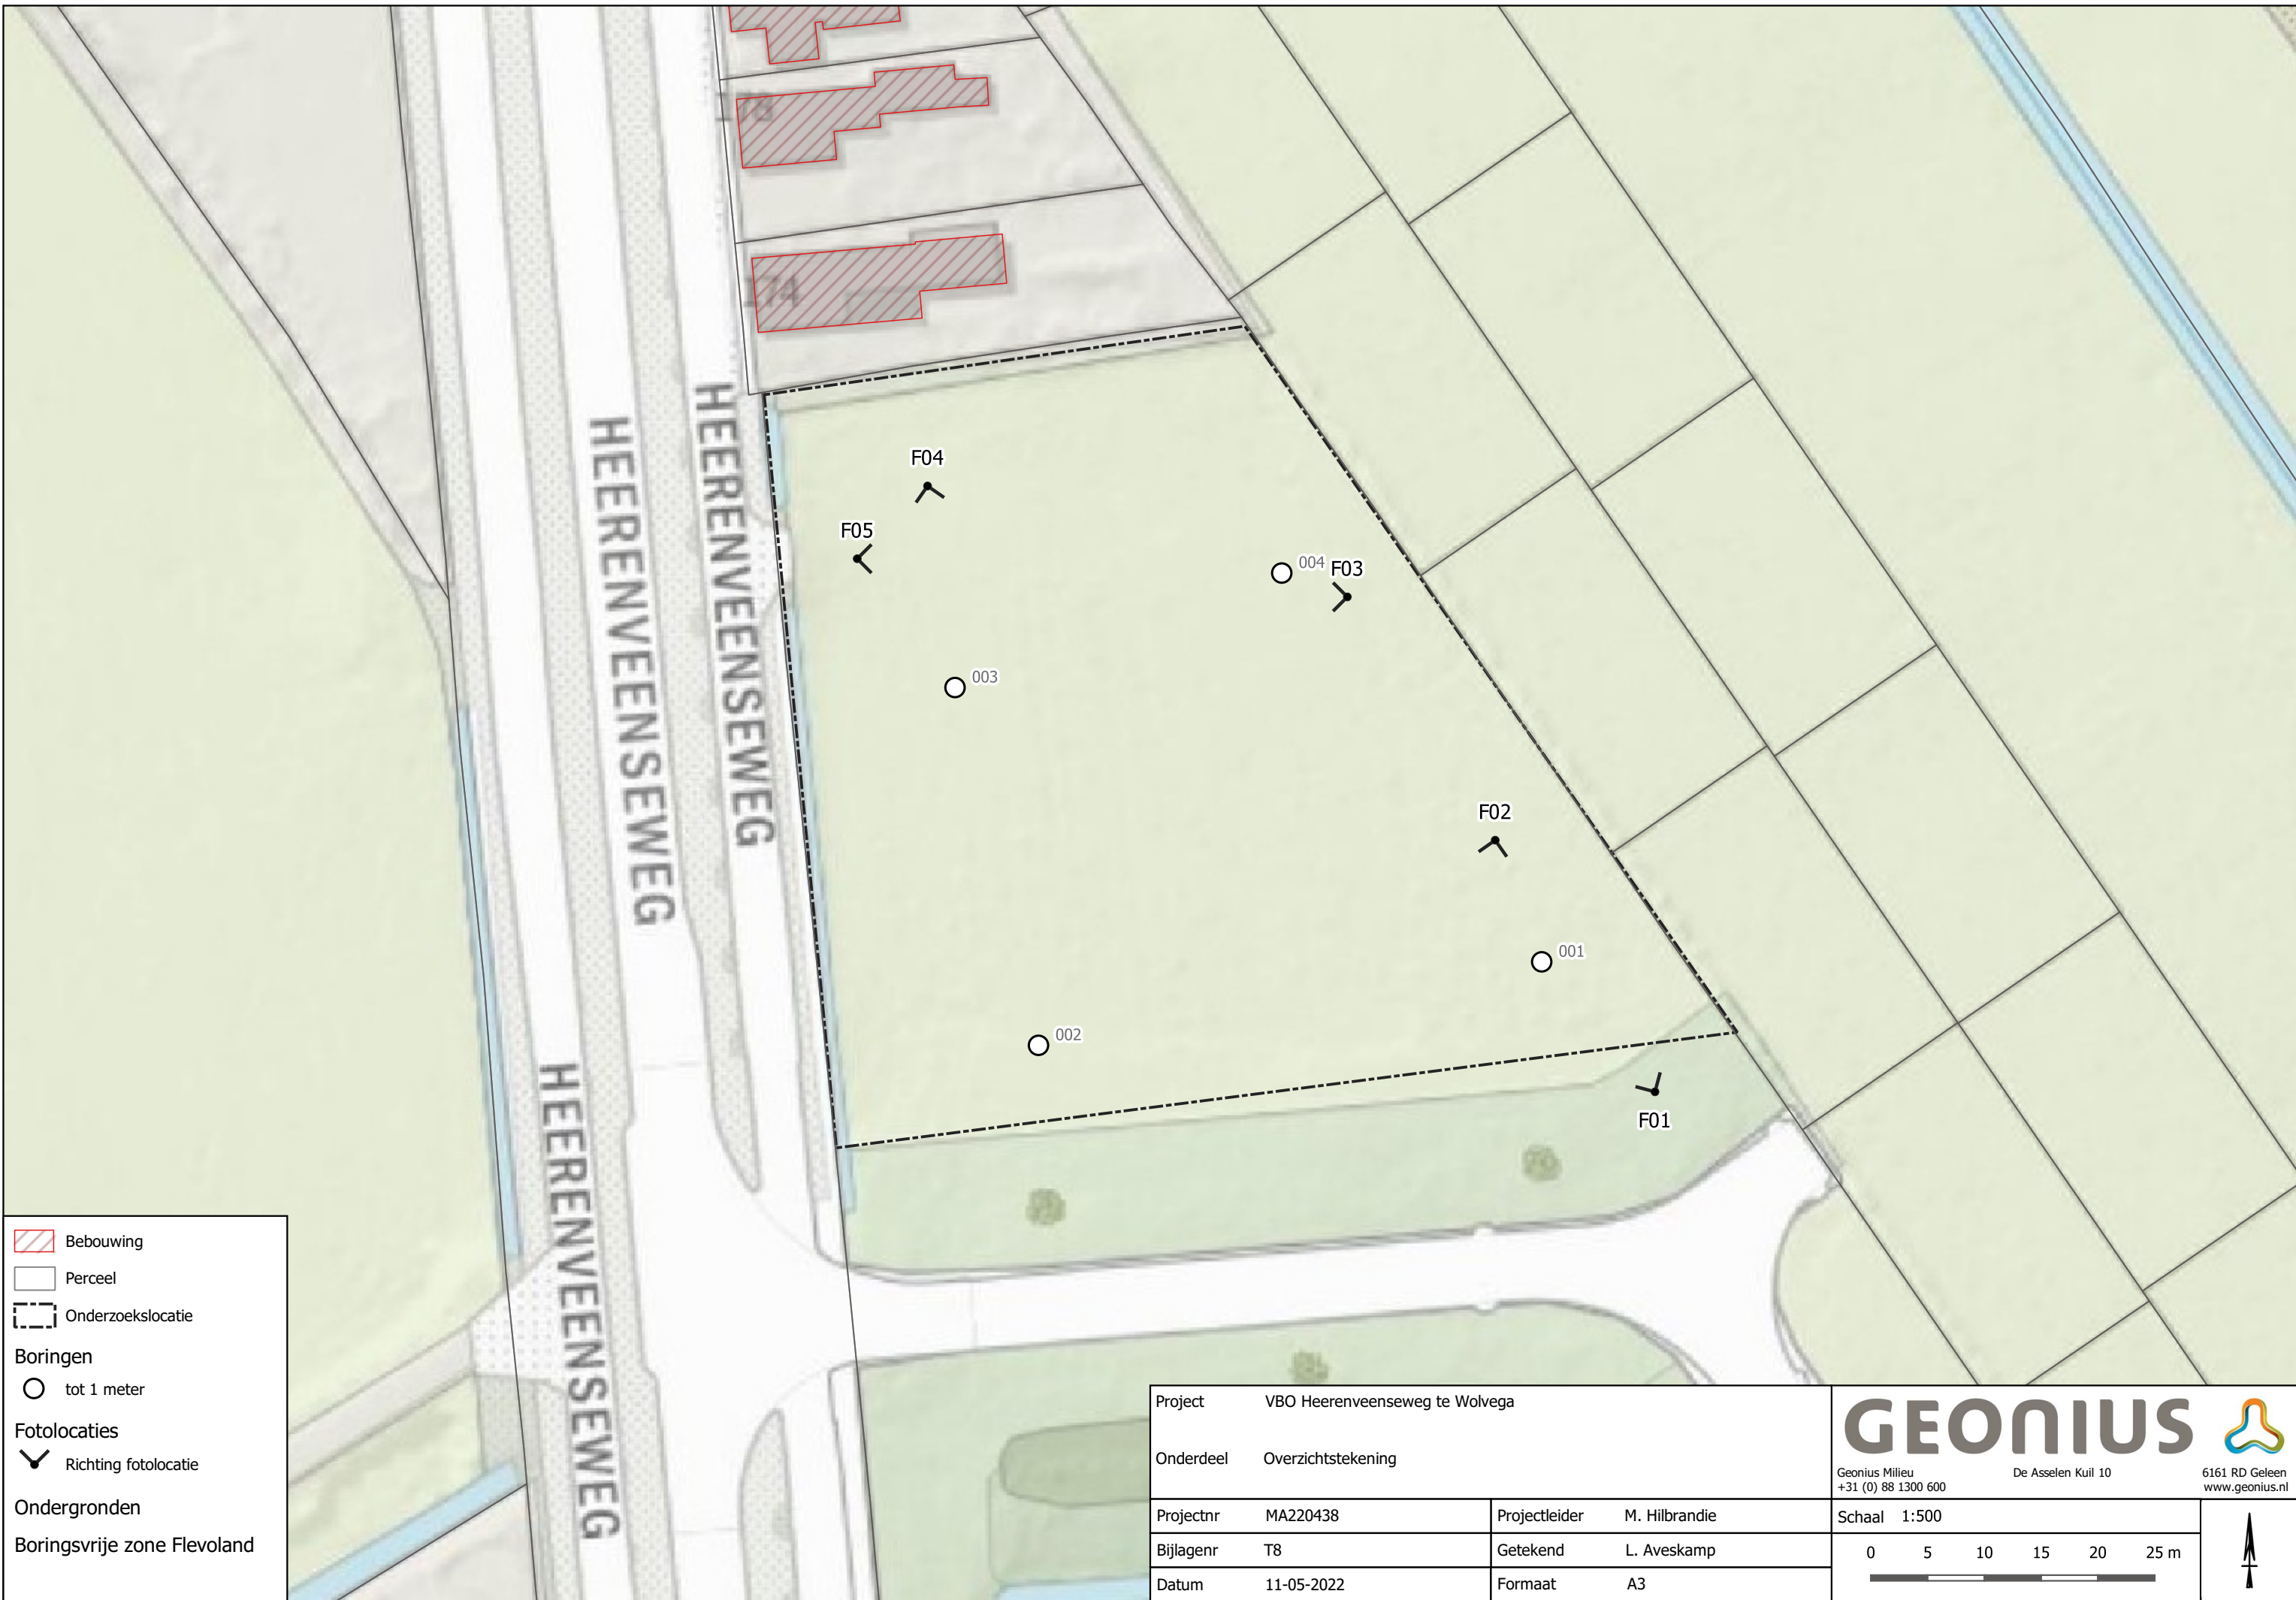 178
174
HEERENVEENSEWEG
HEERENVEENSEWEG
HEERENVEENSEWEG
F04
F05
004
F03
003
F02
001
002
F01
Bebouwing
Perceel
Onderzoekslocatie
Boringen
tot 1 meter
Fotolocaties
Richting fotolocatie
Ondergronden
Boringsvrije zone Flevoland
Project VBO Heerenveenseweg te Wolvega
Onderdeel Overzichtstekening
Projectnr MA220438 Projectleider M. Hilbrandie
Bijlagenr T8 Getekend L. Aveskamp
Datum 11-05-2022 Formaat A3
GEONIUS
Geonius Milieu De Asselen Kuil 10 6161 RD Geleen
+31 (0) 88 1300 600 www.geonius.nl
Schaal 1:500
0 5 10 15 20 25 m